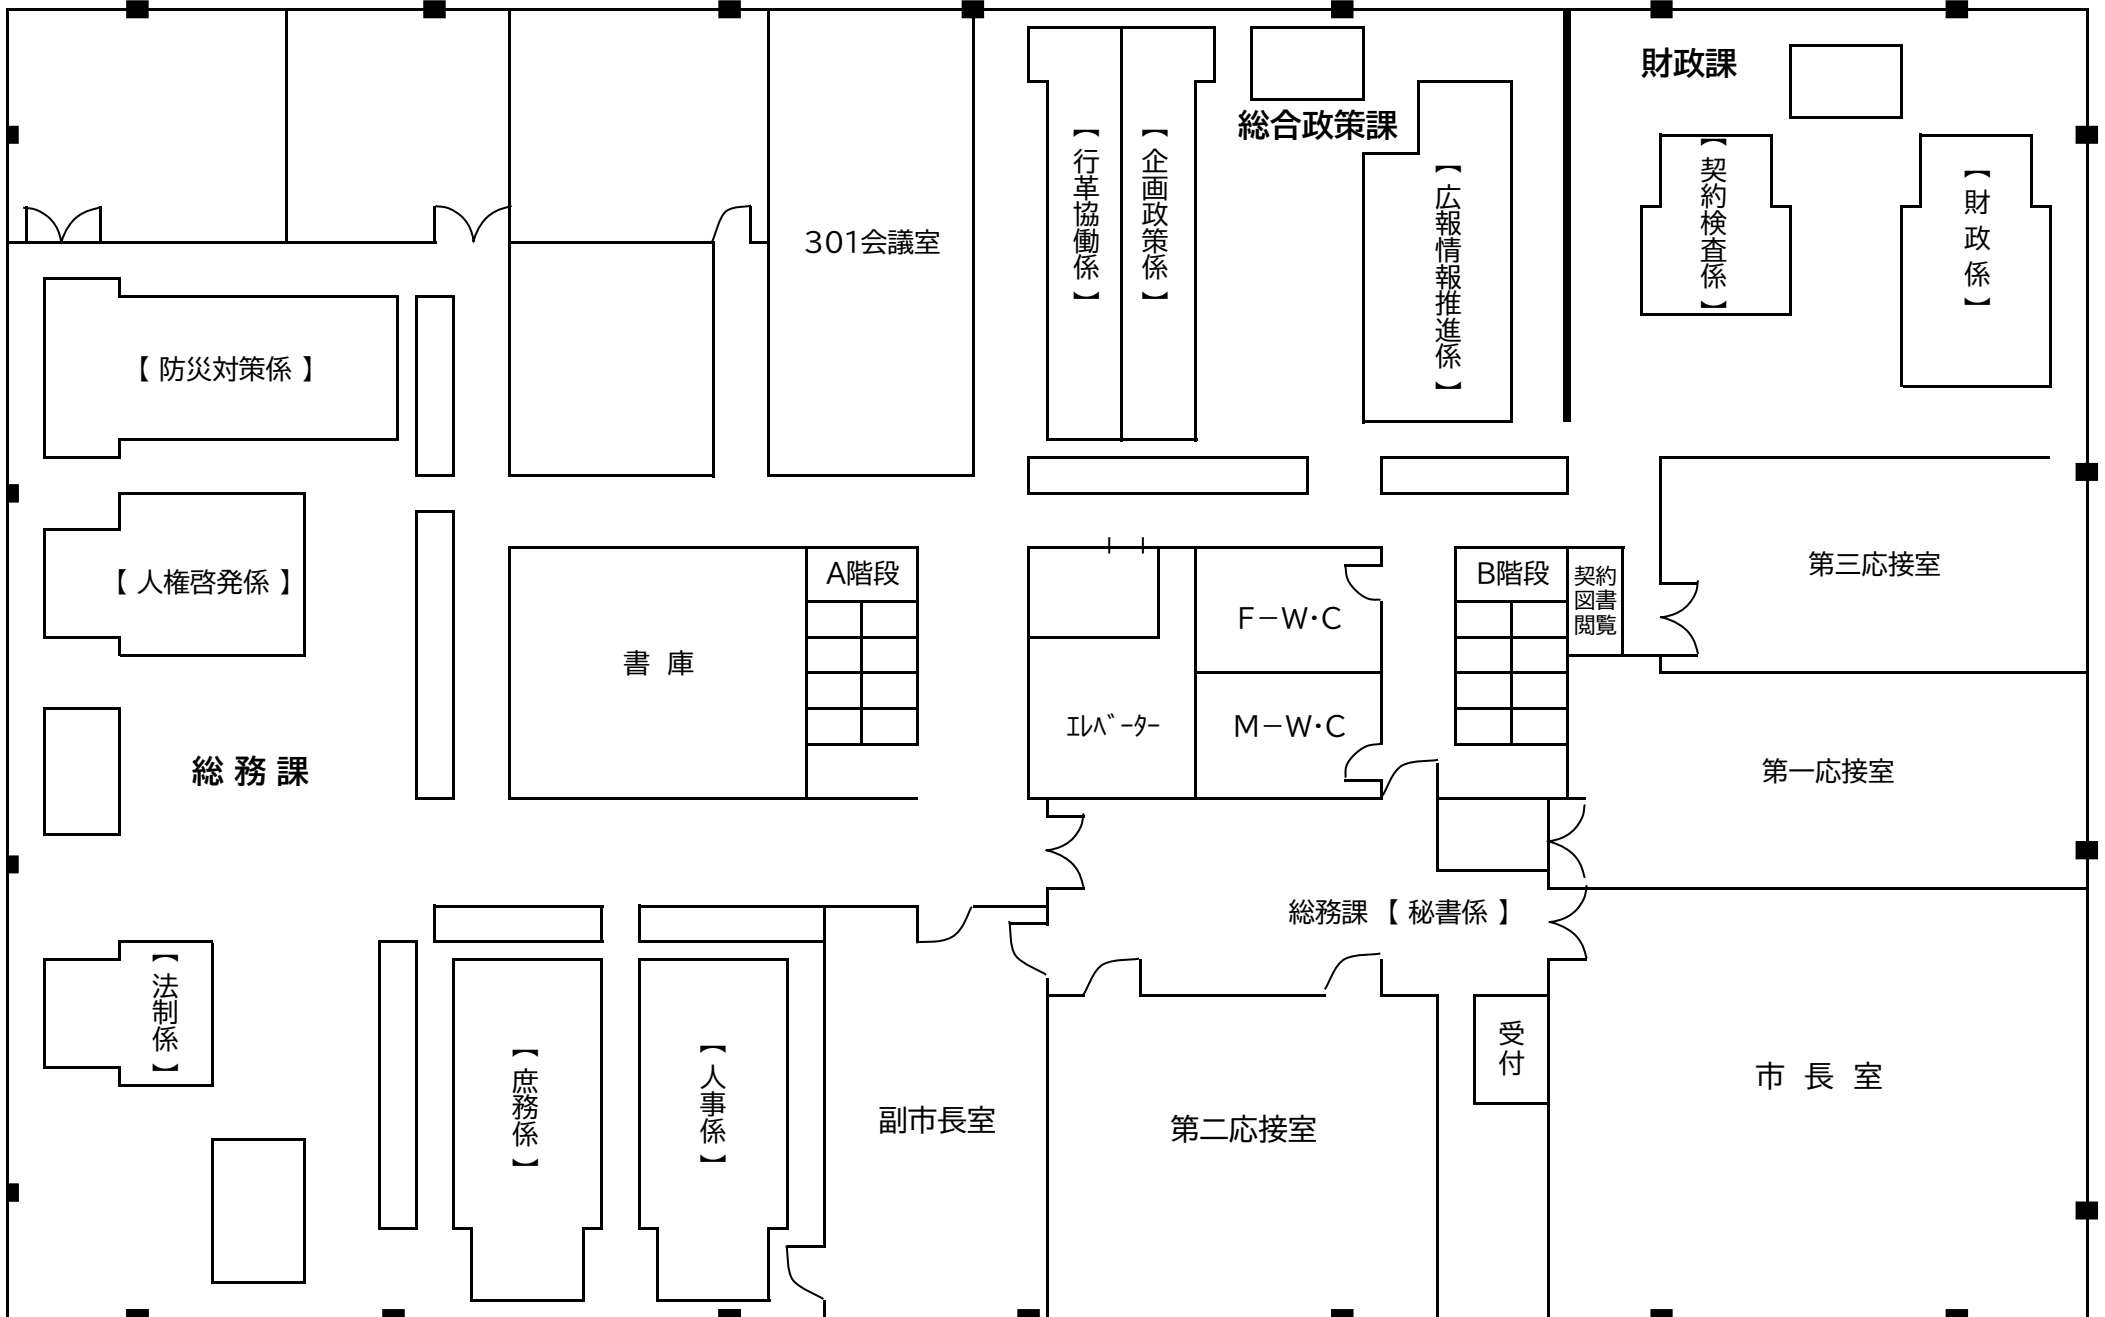 財政課
総合政策課
【行革協働係】
【企画政策係】
【広報情報推進係】
【契約検査係】
【財政係】
301会議室
【 防災対策係 】
【 人権啓発係 】
A階段
B階段
契約
図書
閲覧
第三応接室
F－W・C
書 庫
エレベーター
M－W・C
総 務 課
第一応接室
総務課 【 秘書係 】
【法制係】
【庶務係】
【人事係】
副市長室
第二応接室
受付
市 長 室